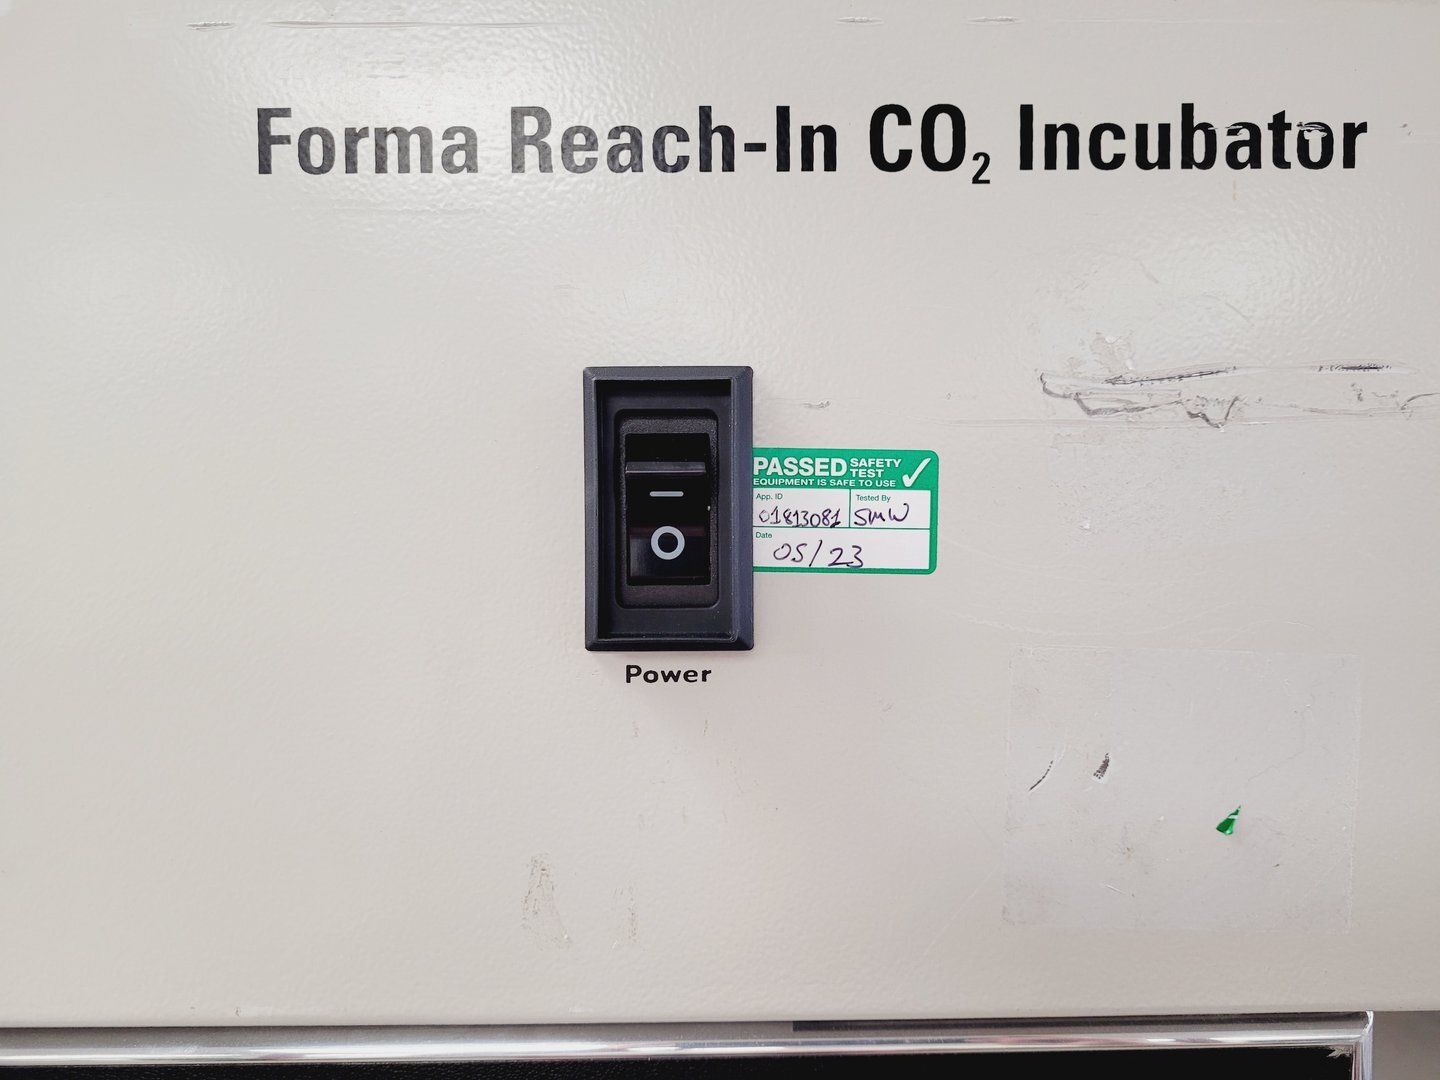 Forma Reach-In CO₂ Incubator
PASSED SAFETY TEST
EQUIPMENT IS SAFE TO USE
App. ID Tested By
01813081 SMW
Date
05/23
Power